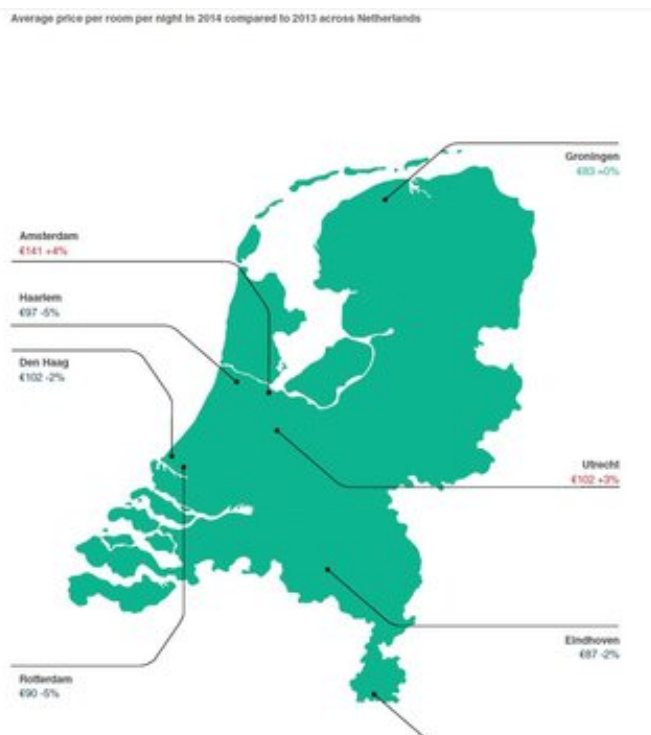 Average price per room per night in 2014 compared to 2013 across Netherlands
Groningen
€83 +0%
Amsterdam
€141 +4%
Haarlem
€97 -5%
Den Haag
€102 -2%
Utrecht
€102 +3%
Eindhoven
€87 -2%
Rotterdam
€90 -5%